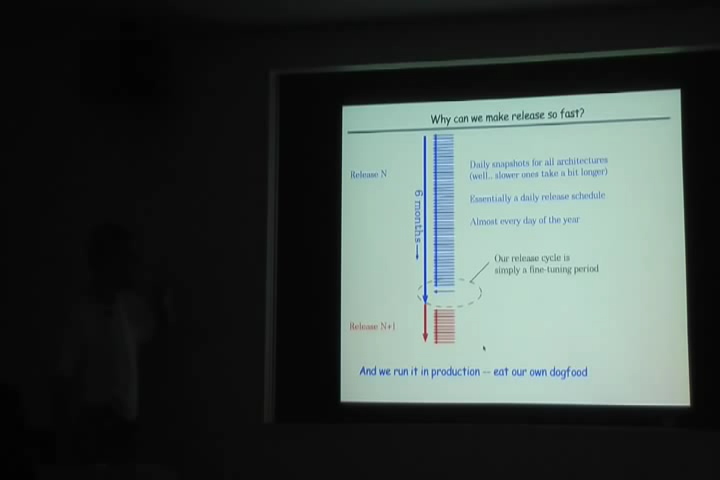 Why can we make release so fast?
Release N
6 months
Daily snapshots for all architectures
(well.. slower ones take a bit longer)
Essentially a daily release schedule
Almost every day of the year
Our release cycle is
simply a fine-tuning period
Release N+1
And we run it in production -- eat our own dogfood